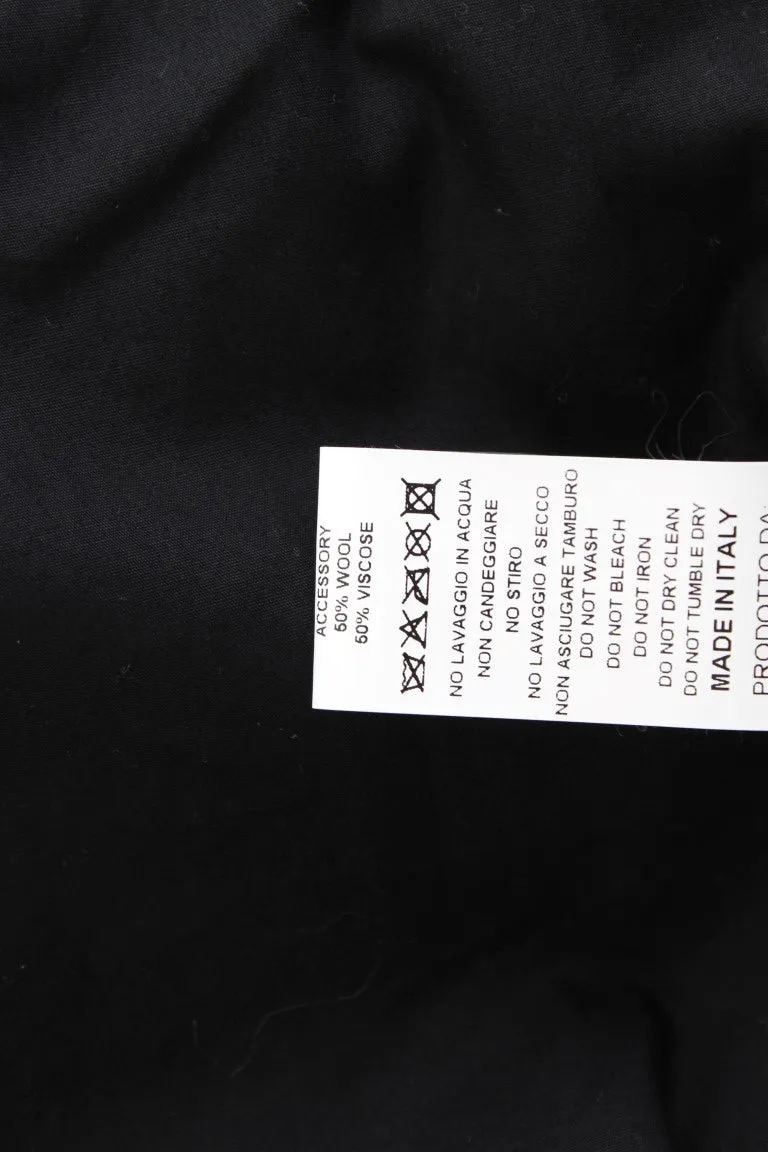 ACCESSORY
50% WOOL
50% VISCOSE
NO LAVAGGIO IN ACQUA
NON CANDEGGIARE
NO STIRO
NO LAVAGGIO A SECCO
NON ASCIUGARE TAMBURO
DO NOT WASH
DO NOT BLEACH
DO NOT IRON
DO NOT DRY CLEAN
DO NOT TUMBLE DRY
MADE IN ITALY
PRODOTTO DA: